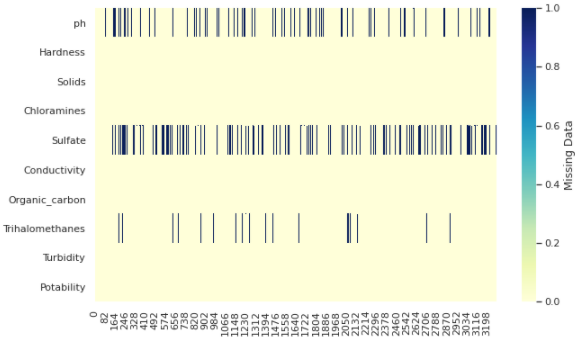 ph
Hardness
Solids
Chloramines
Sulfate
Conductivity
Organic_carbon
Trihalomethanes
Turbidity
Potability
0 82 164 246 328 410 492 574 656 738 820 902 984 1066 1148 1230 1312 1394 1476 1558 1640 1722 1804 1886 1968 2050 2132 2214 2296 2378 2460 2542 2624 2706 2788 2870 2952 3034 3116 3198
1.0
0.8
0.6
0.4
0.2
0.0
Missing Data